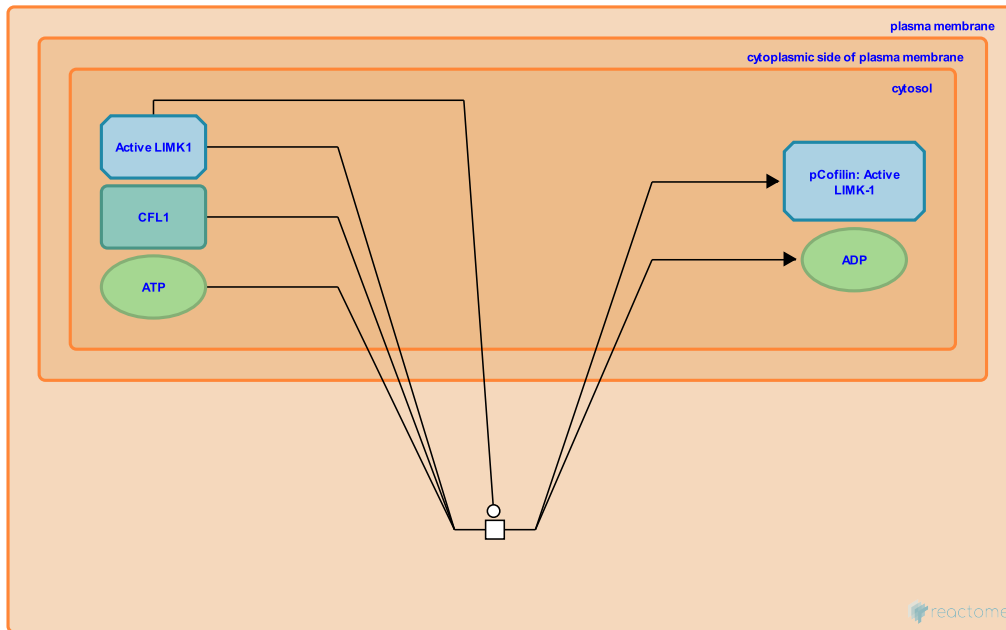 plasma membrane
cytoplasmic side of plasma membrane
cytosol
Active LIMK1
CFL1
ATP
pCofilin: Active
LIMK-1
ADP
reactome